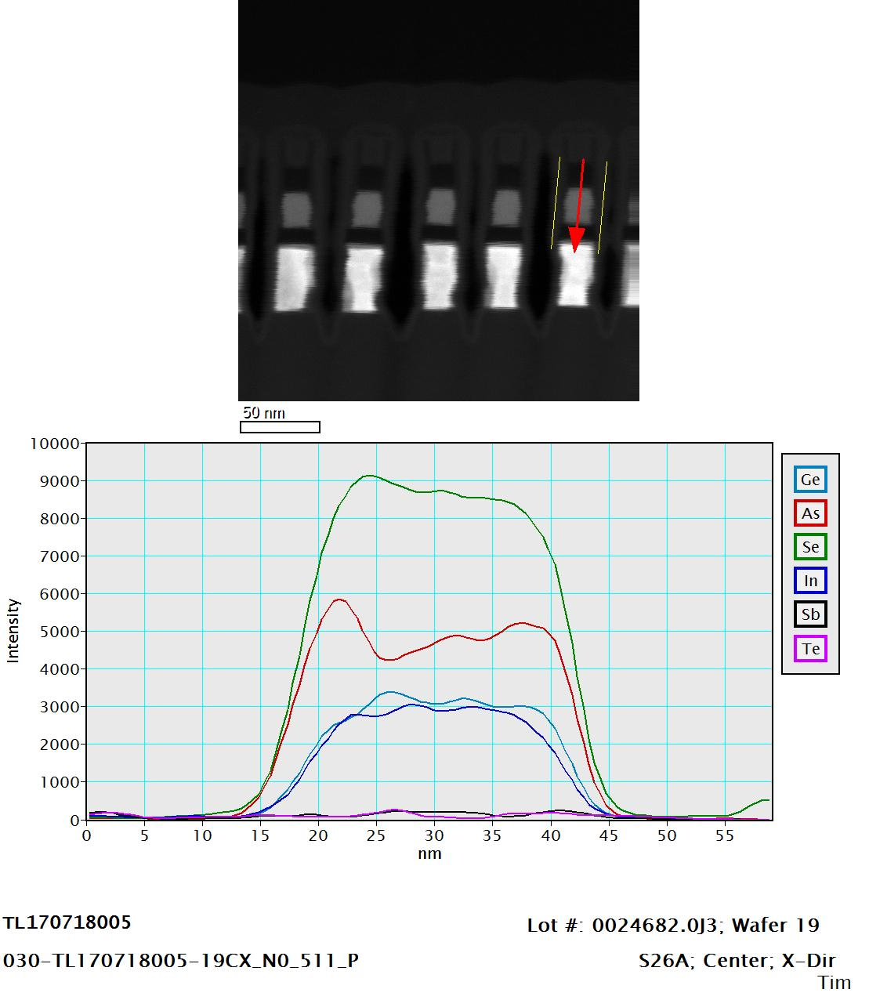 50 nm
10000
9000
8000
7000
6000
5000
4000
3000
2000
1000
0
Intensity
0 5 10 15 20 25 30 35 40 45 50 55
nm
Ge
As
Se
In
Sb
Te
TL170718005
Lot #: 0024682.0J3; Wafer 19
030-TL170718005-19CX_N0_511_P
S26A; Center; X-Dir
Tim